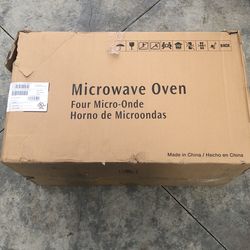 Microwave Oven
Four Micro-Onde
Horno de Microondas
Made in China / Hecho en China